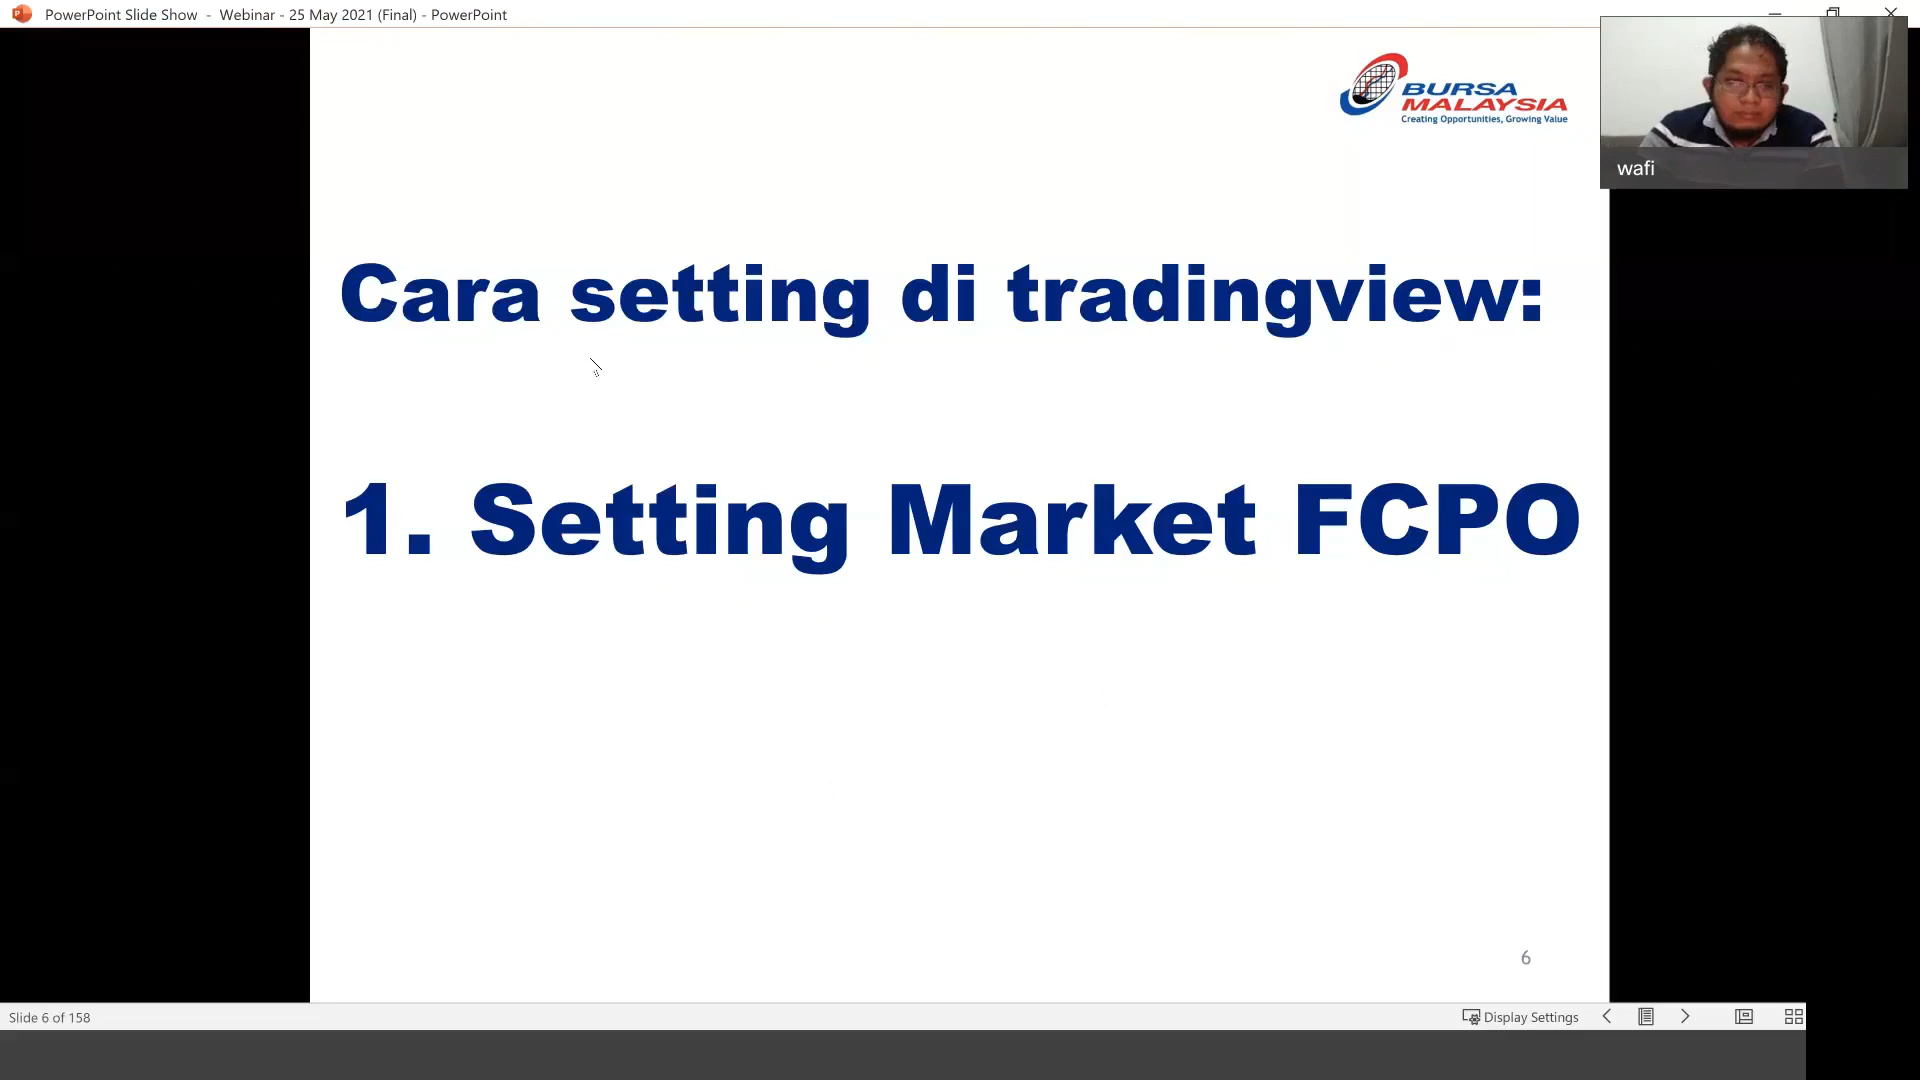 PowerPoint Slide Show - Webinar - 25 May 2021 (Final) - PowerPoint
BURSA
MALAYSIA
Creating Opportunities, Growing Value
wafi
Cara setting di tradingview:
1. Setting Market FCPO
6
Slide 6 of 158
Display Settings